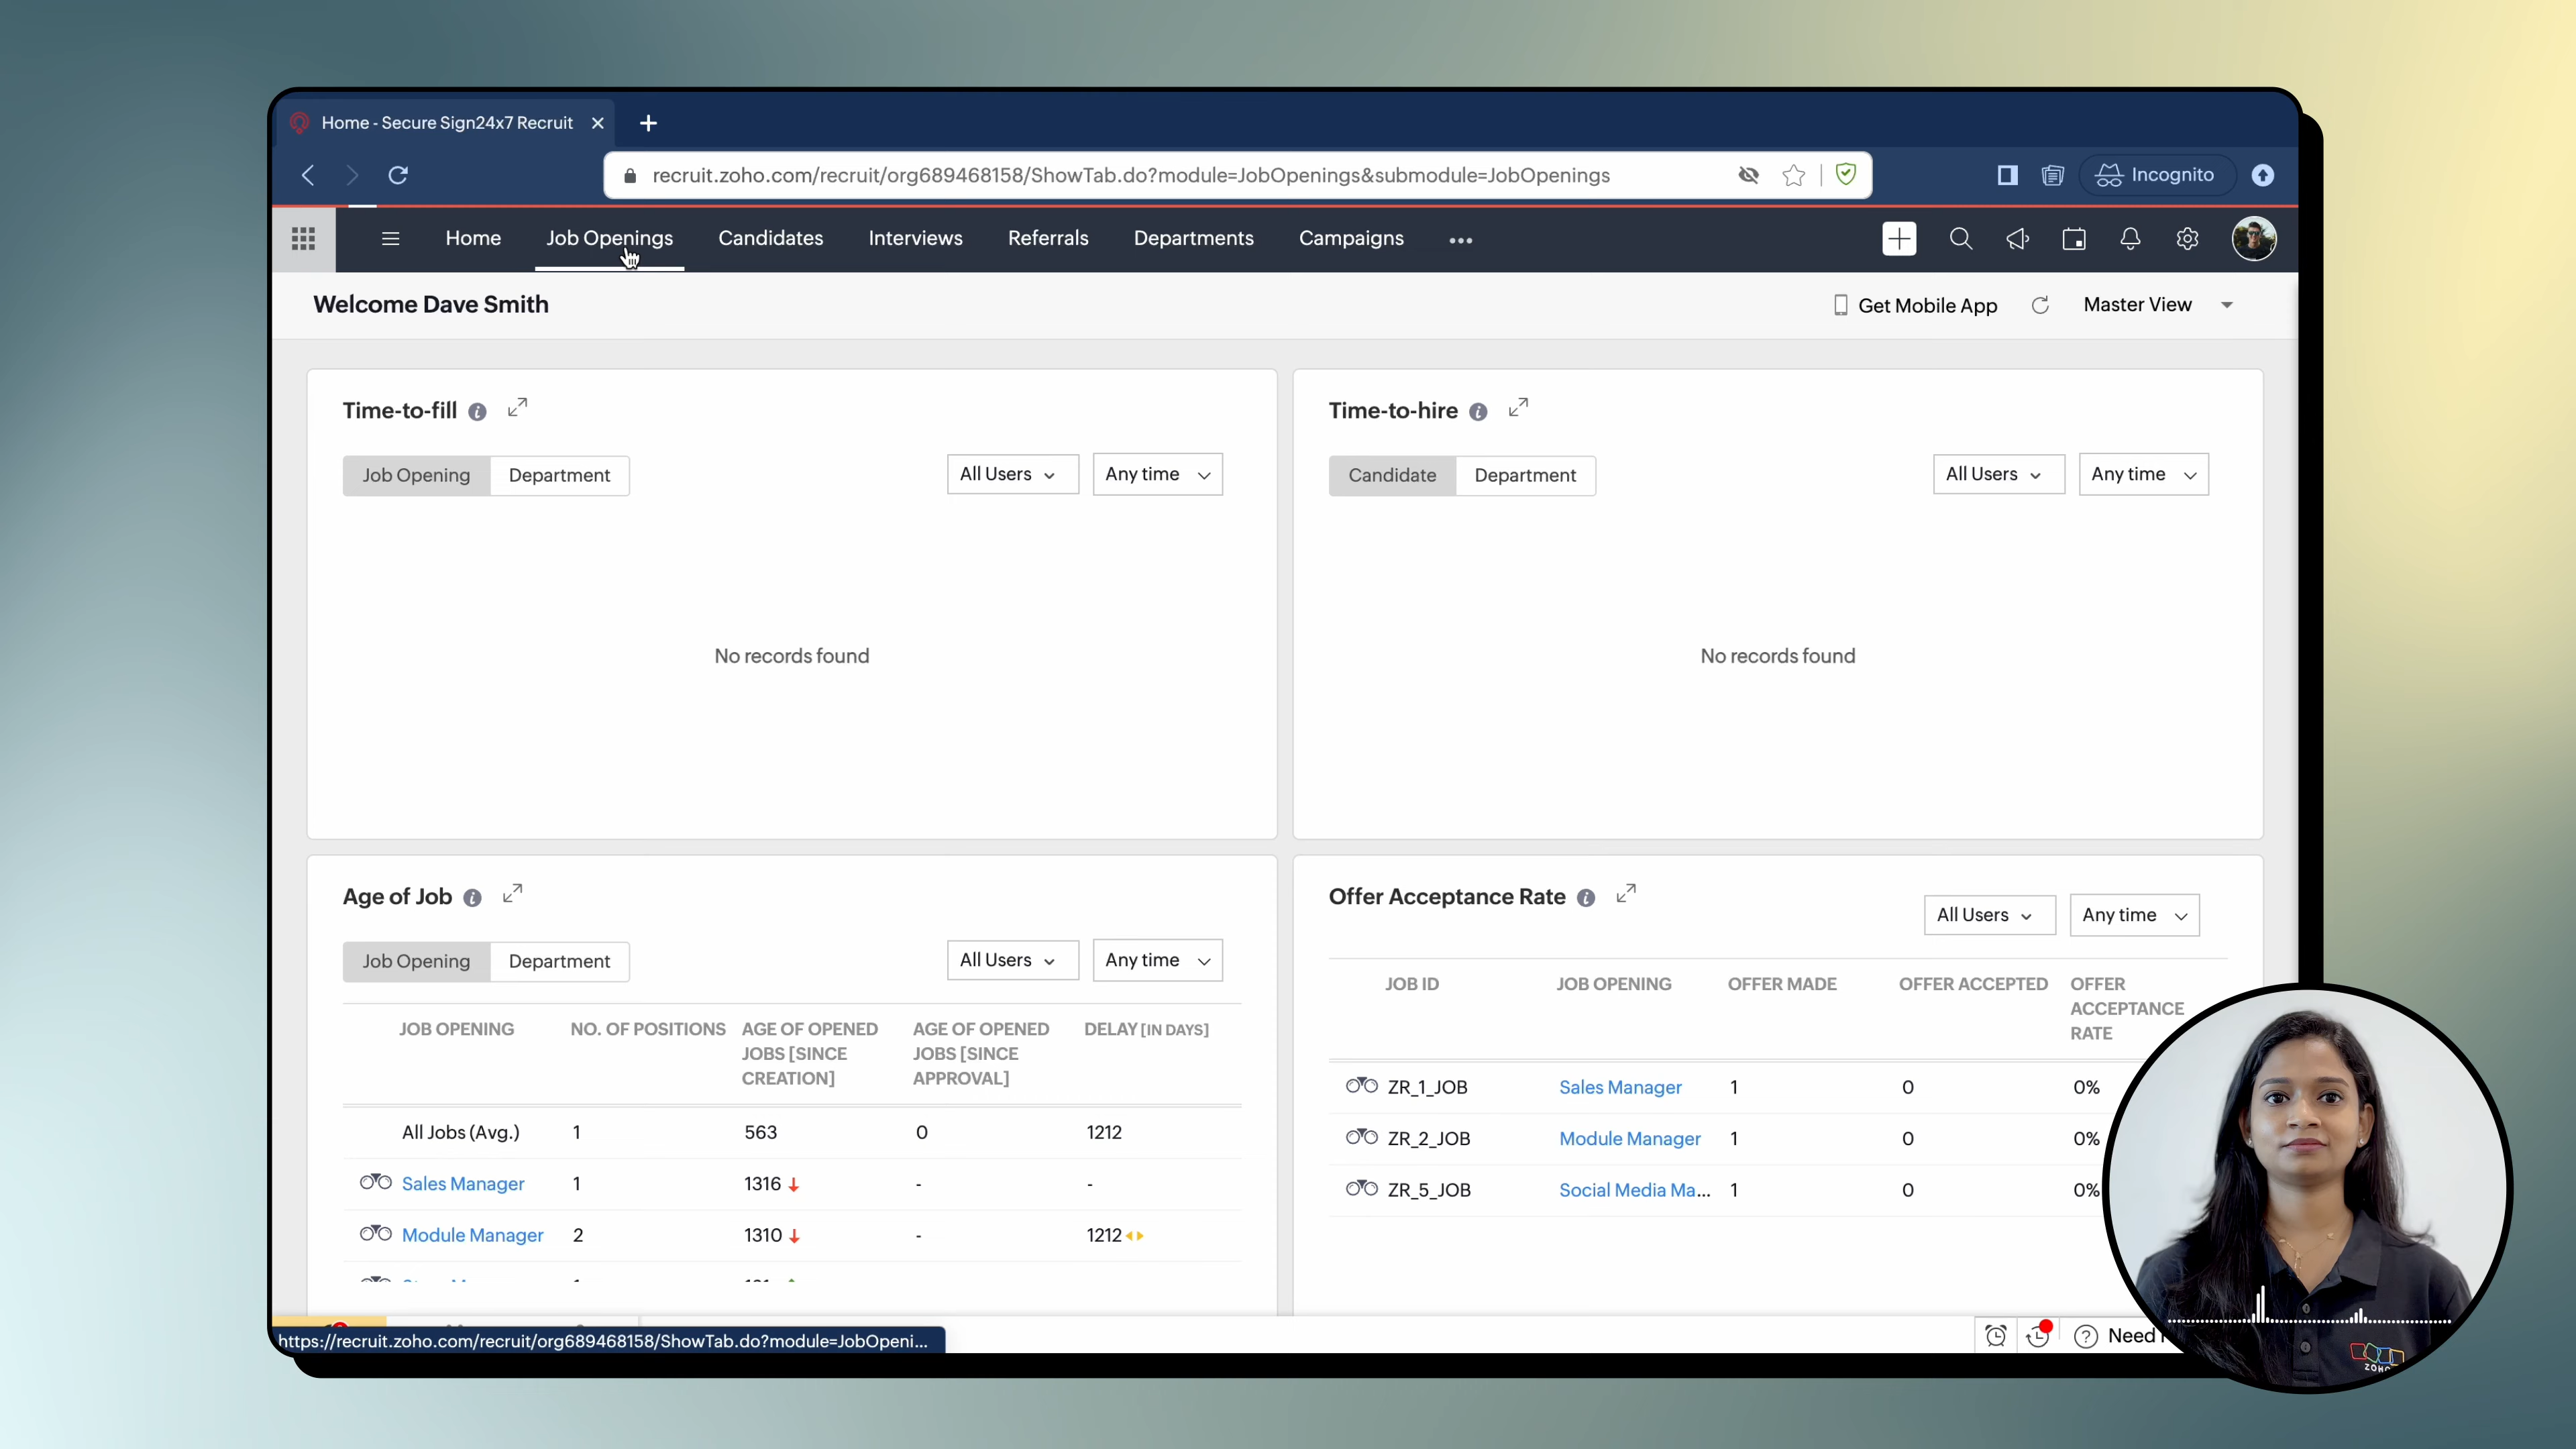 Home - Secure Sign24x7 Recruit
recruit.zoho.com/recruit/org689468158/ShowTab.do?module=JobOpenings&submodule=JobOpenings
Incognito
Home Job Openings Candidates Interviews Referrals Departments Campaigns
Welcome Dave Smith
Get Mobile App
Master View
Time-to-fill
Job Opening Department
All Users Any time
No records found
Time-to-hire
Candidate Department
All Users Any time
No records found
Age of Job
Job Opening Department
All Users Any time
JOB OPENING NO. OF POSITIONS AGE OF OPENED JOBS [SINCE CREATION] AGE OF OPENED JOBS [SINCE APPROVAL] DELAY [IN DAYS]
All Jobs (Avg.) 1 563 0 1212
Sales Manager 1 1316 - -
Module Manager 2 1310 - 1212
Offer Acceptance Rate
All Users Any time
JOB ID JOB OPENING OFFER MADE OFFER ACCEPTED OFFER ACCEPTANCE RATE
ZR_1_JOB Sales Manager 1 0 0%
ZR_2_JOB Module Manager 1 0 0%
ZR_5_JOB Social Media Ma... 1 0 0%
https://recruit.zoho.com/recruit/org689468158/ShowTab.do?module=JobOpeni...
Need
ZOHO